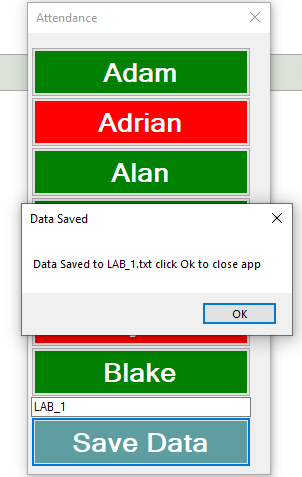 Attendance
Adam
Adrian
Alan
Data Saved
Data Saved to LAB_1.txt click Ok to close app
OK
Blake
LAB_1
Save Data